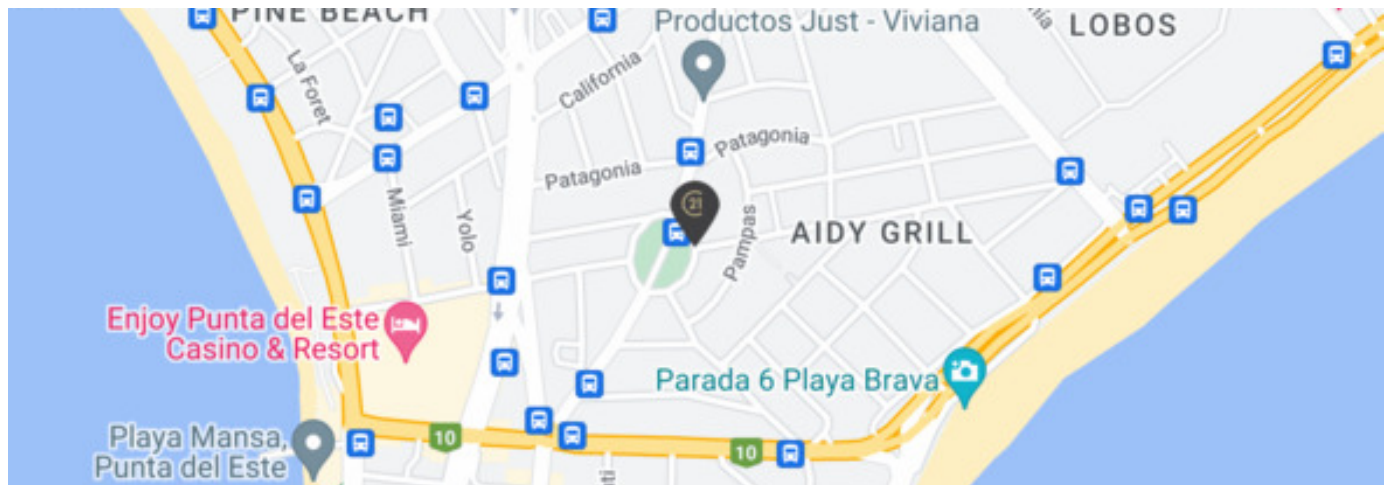 PINE BEACH
Productos Just - Viviana
LOBOS
La Foret
California
Patagonia
Patagonia
Miami
Yolo
21
Pampas
AIDY GRILL
Enjoy Punta del Este
Casino & Resort
Parada 6 Playa Brava
Playa Mansa,
Punta del Este
10
10